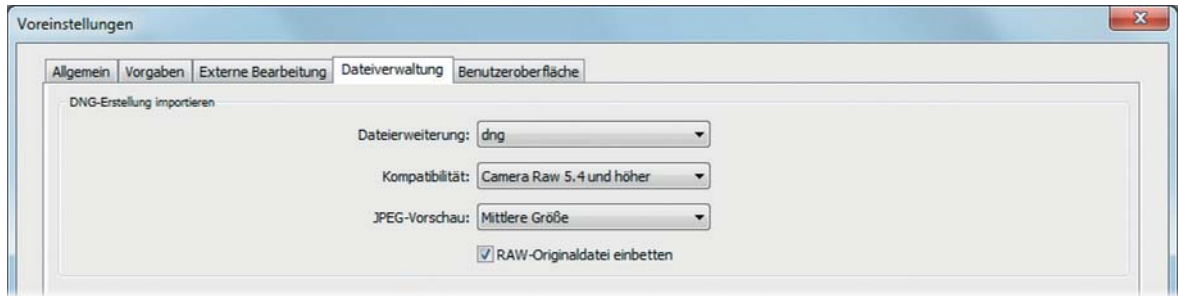 Voreinstellungen
Allgemein Vorgaben Externe Bearbeitung Dateiverwaltung Benutzeroberfläche
DNG-Erstellung importieren
Dateierweiterung: dng
Kompatibilität: Camera Raw 5.4 und höher
JPEG-Vorschau: Mittlere Größe
RAW-Originaldatei einbetten